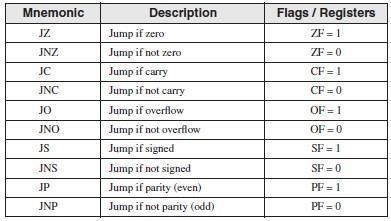 Mnemonic Description Flags / Registers
JZ Jump if zero ZF = 1
JNZ Jump if not zero ZF = 0
JC Jump if carry CF = 1
JNC Jump if not carry CF = 0
JO Jump if overflow OF = 1
JNO Jump if not overflow OF = 0
JS Jump if signed SF = 1
JNS Jump if not signed SF = 0
JP Jump if parity (even) PF = 1
JNP Jump if not parity (odd) PF = 0